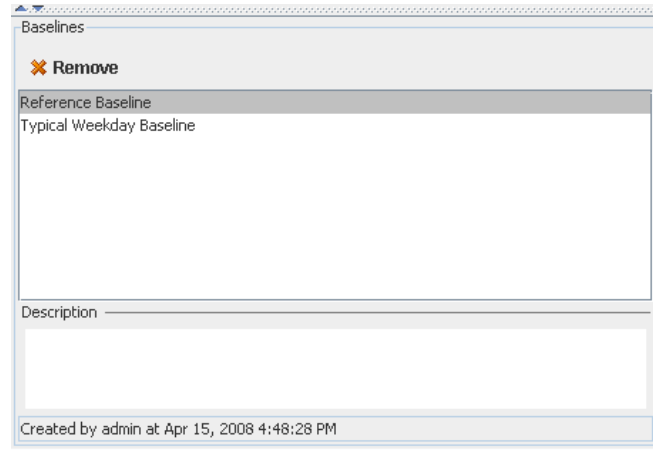 Baselines
Remove
Reference Baseline
Typical Weekday Baseline
Description
Created by admin at Apr 15, 2008 4:48:28 PM